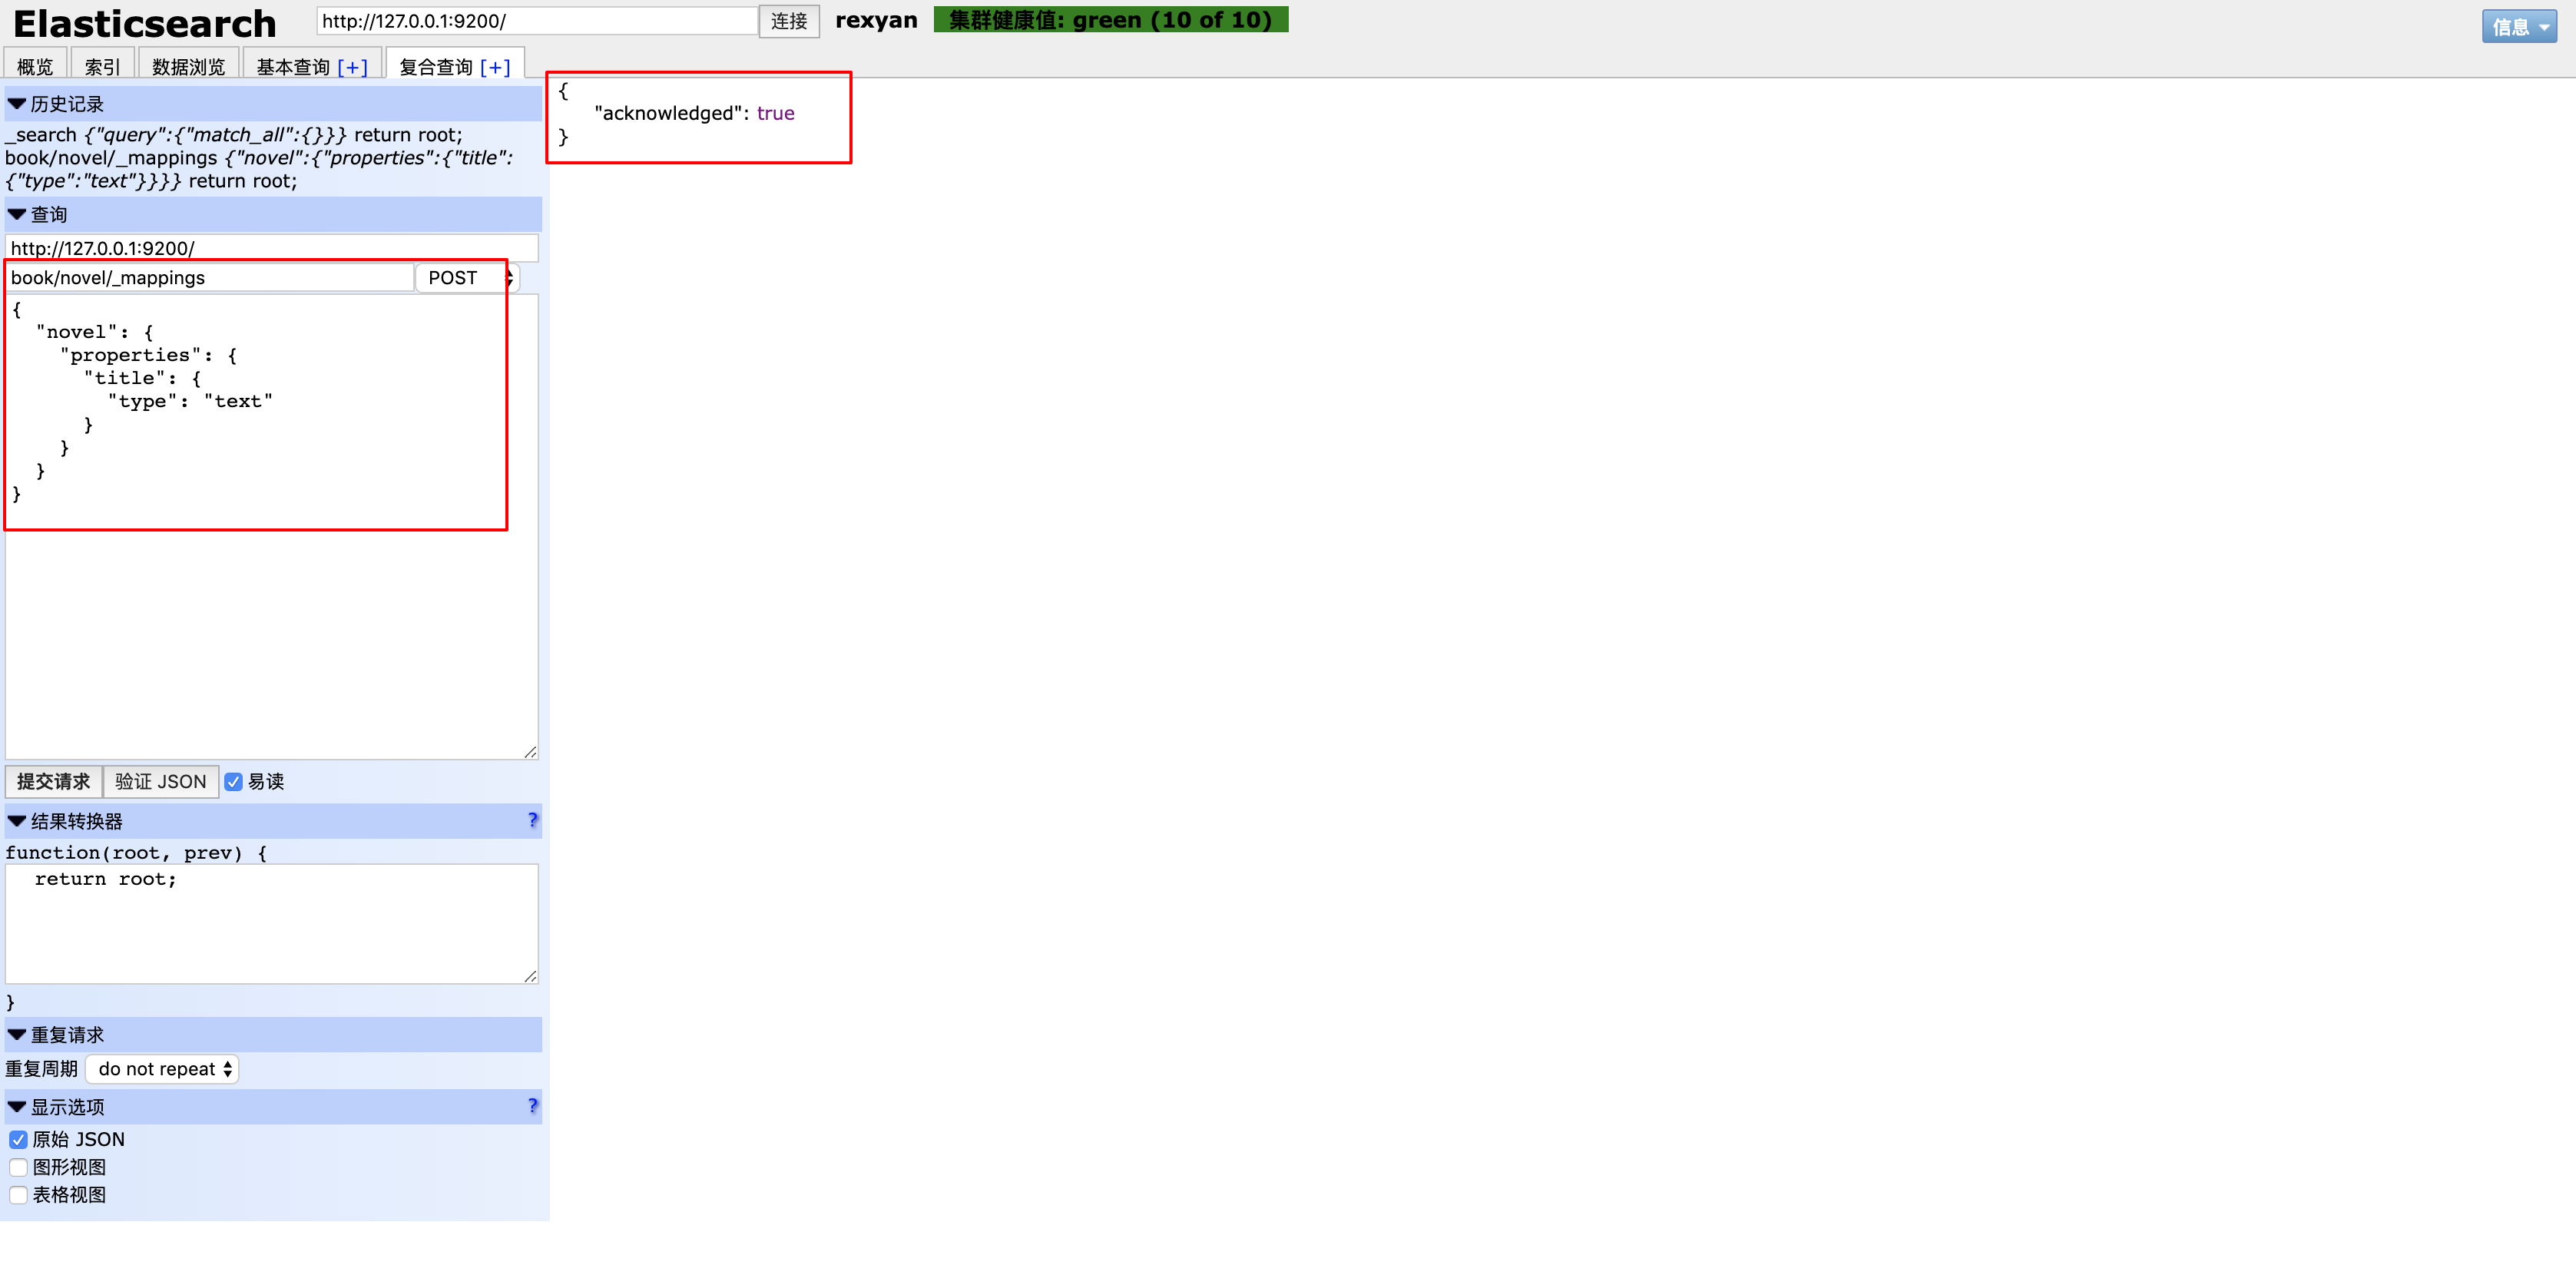 Elasticsearch
http://127.0.0.1:9200/
连接
rexyan
集群健康值: green (10 of 10)
信息
概览
索引
数据浏览
基本查询 [+]
复合查询 [+]
历史记录
_search {"query":{"match_all":{}}} return root;
book/novel/_mappings {"novel":{"properties":{"title":
{"type":"text"}}}} return root;
查询
http://127.0.0.1:9200/
book/novel/_mappings
POST
{
  "novel": {
    "properties": {
      "title": {
        "type": "text"
      }
    }
  }
}
提交请求
验证 JSON
易读
结果转换器
?
function(root, prev) {
  return root;
}
重复请求
重复周期
do not repeat
显示选项
?
原始 JSON
图形视图
表格视图
{
"acknowledged": true
}